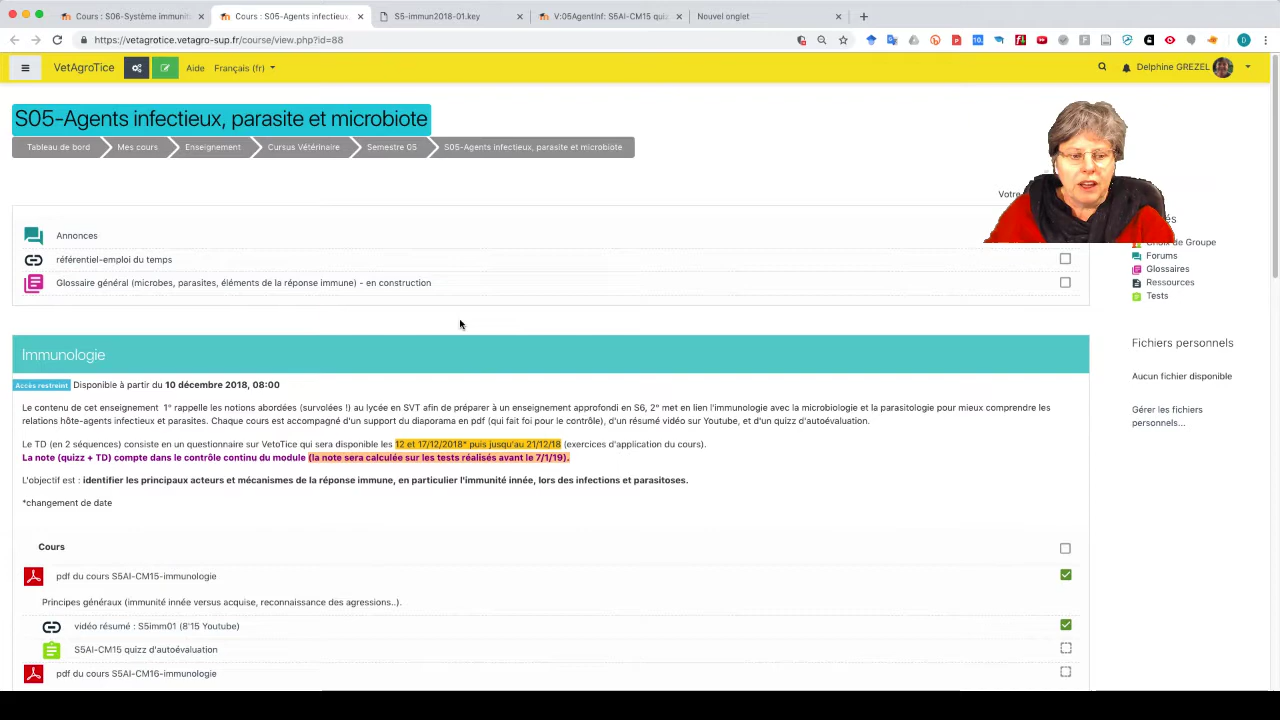 Cours : S06-Système immunit
Cours : S05-Agents infectieux,
S5-immun2018-01.key
V:05AgentInf: S5AI-CM15 quiz
Nouvel onglet
https://vetagrotice.vetagro-sup.fr/course/view.php?id=88
VetAgroTice
Aide
Français (fr)
Delphine GREZEL
S05-Agents infectieux, parasite et microbiote
Tableau de bord
Mes cours
Enseignement
Cursus Vétérinaire
Semestre 05
S05-Agents infectieux, parasite et microbiote
Votre
Annonces
référentiel-emploi du temps
Glossaire général (microbes, parasites, éléments de la réponse immune) - en construction
Choix de Groupe
Forums
Glossaires
Ressources
Tests
Fichiers personnels
Aucun fichier disponible
Gérer les fichiers
personnels...
Immunologie
Accès restreint Disponible à partir du 10 décembre 2018, 08:00
Le contenu de cet enseignement 1° rappelle les notions abordées (survolées !) au lycée en SVT afin de préparer à un enseignement approfondi en S6, 2° met en lien l'immunologie avec la microbiologie et la parasitologie pour mieux comprendre les
relations hôte-agents infectieux et parasites. Chaque cours est accompagné d'un support du diaporama en pdf (qui fait foi pour le contrôle), d'un résumé vidéo sur Youtube, et d'un quizz d'autoévaluation.
Le TD (en 2 séquences) consiste en un questionnaire sur VetoTice qui sera disponible les 12 et 17/12/2018* puis jusqu'au 21/12/18 (exercices d'application du cours).
La note (quizz + TD) compte dans le contrôle continu du module (la note sera calculée sur les tests réalisés avant le 7/1/19).
L'objectif est : identifier les principaux acteurs et mécanismes de la réponse immune, en particulier l'immunité innée, lors des infections et parasitoses.
*changement de date
Cours
pdf du cours S5AI-CM15-immunologie
Principes généraux (immunité innée versus acquise, reconnaissance des agressions..).
vidéo résumé : S5imm01 (8'15 Youtube)
S5AI-CM15 quizz d'autoévaluation
pdf du cours S5AI-CM16-immunologie